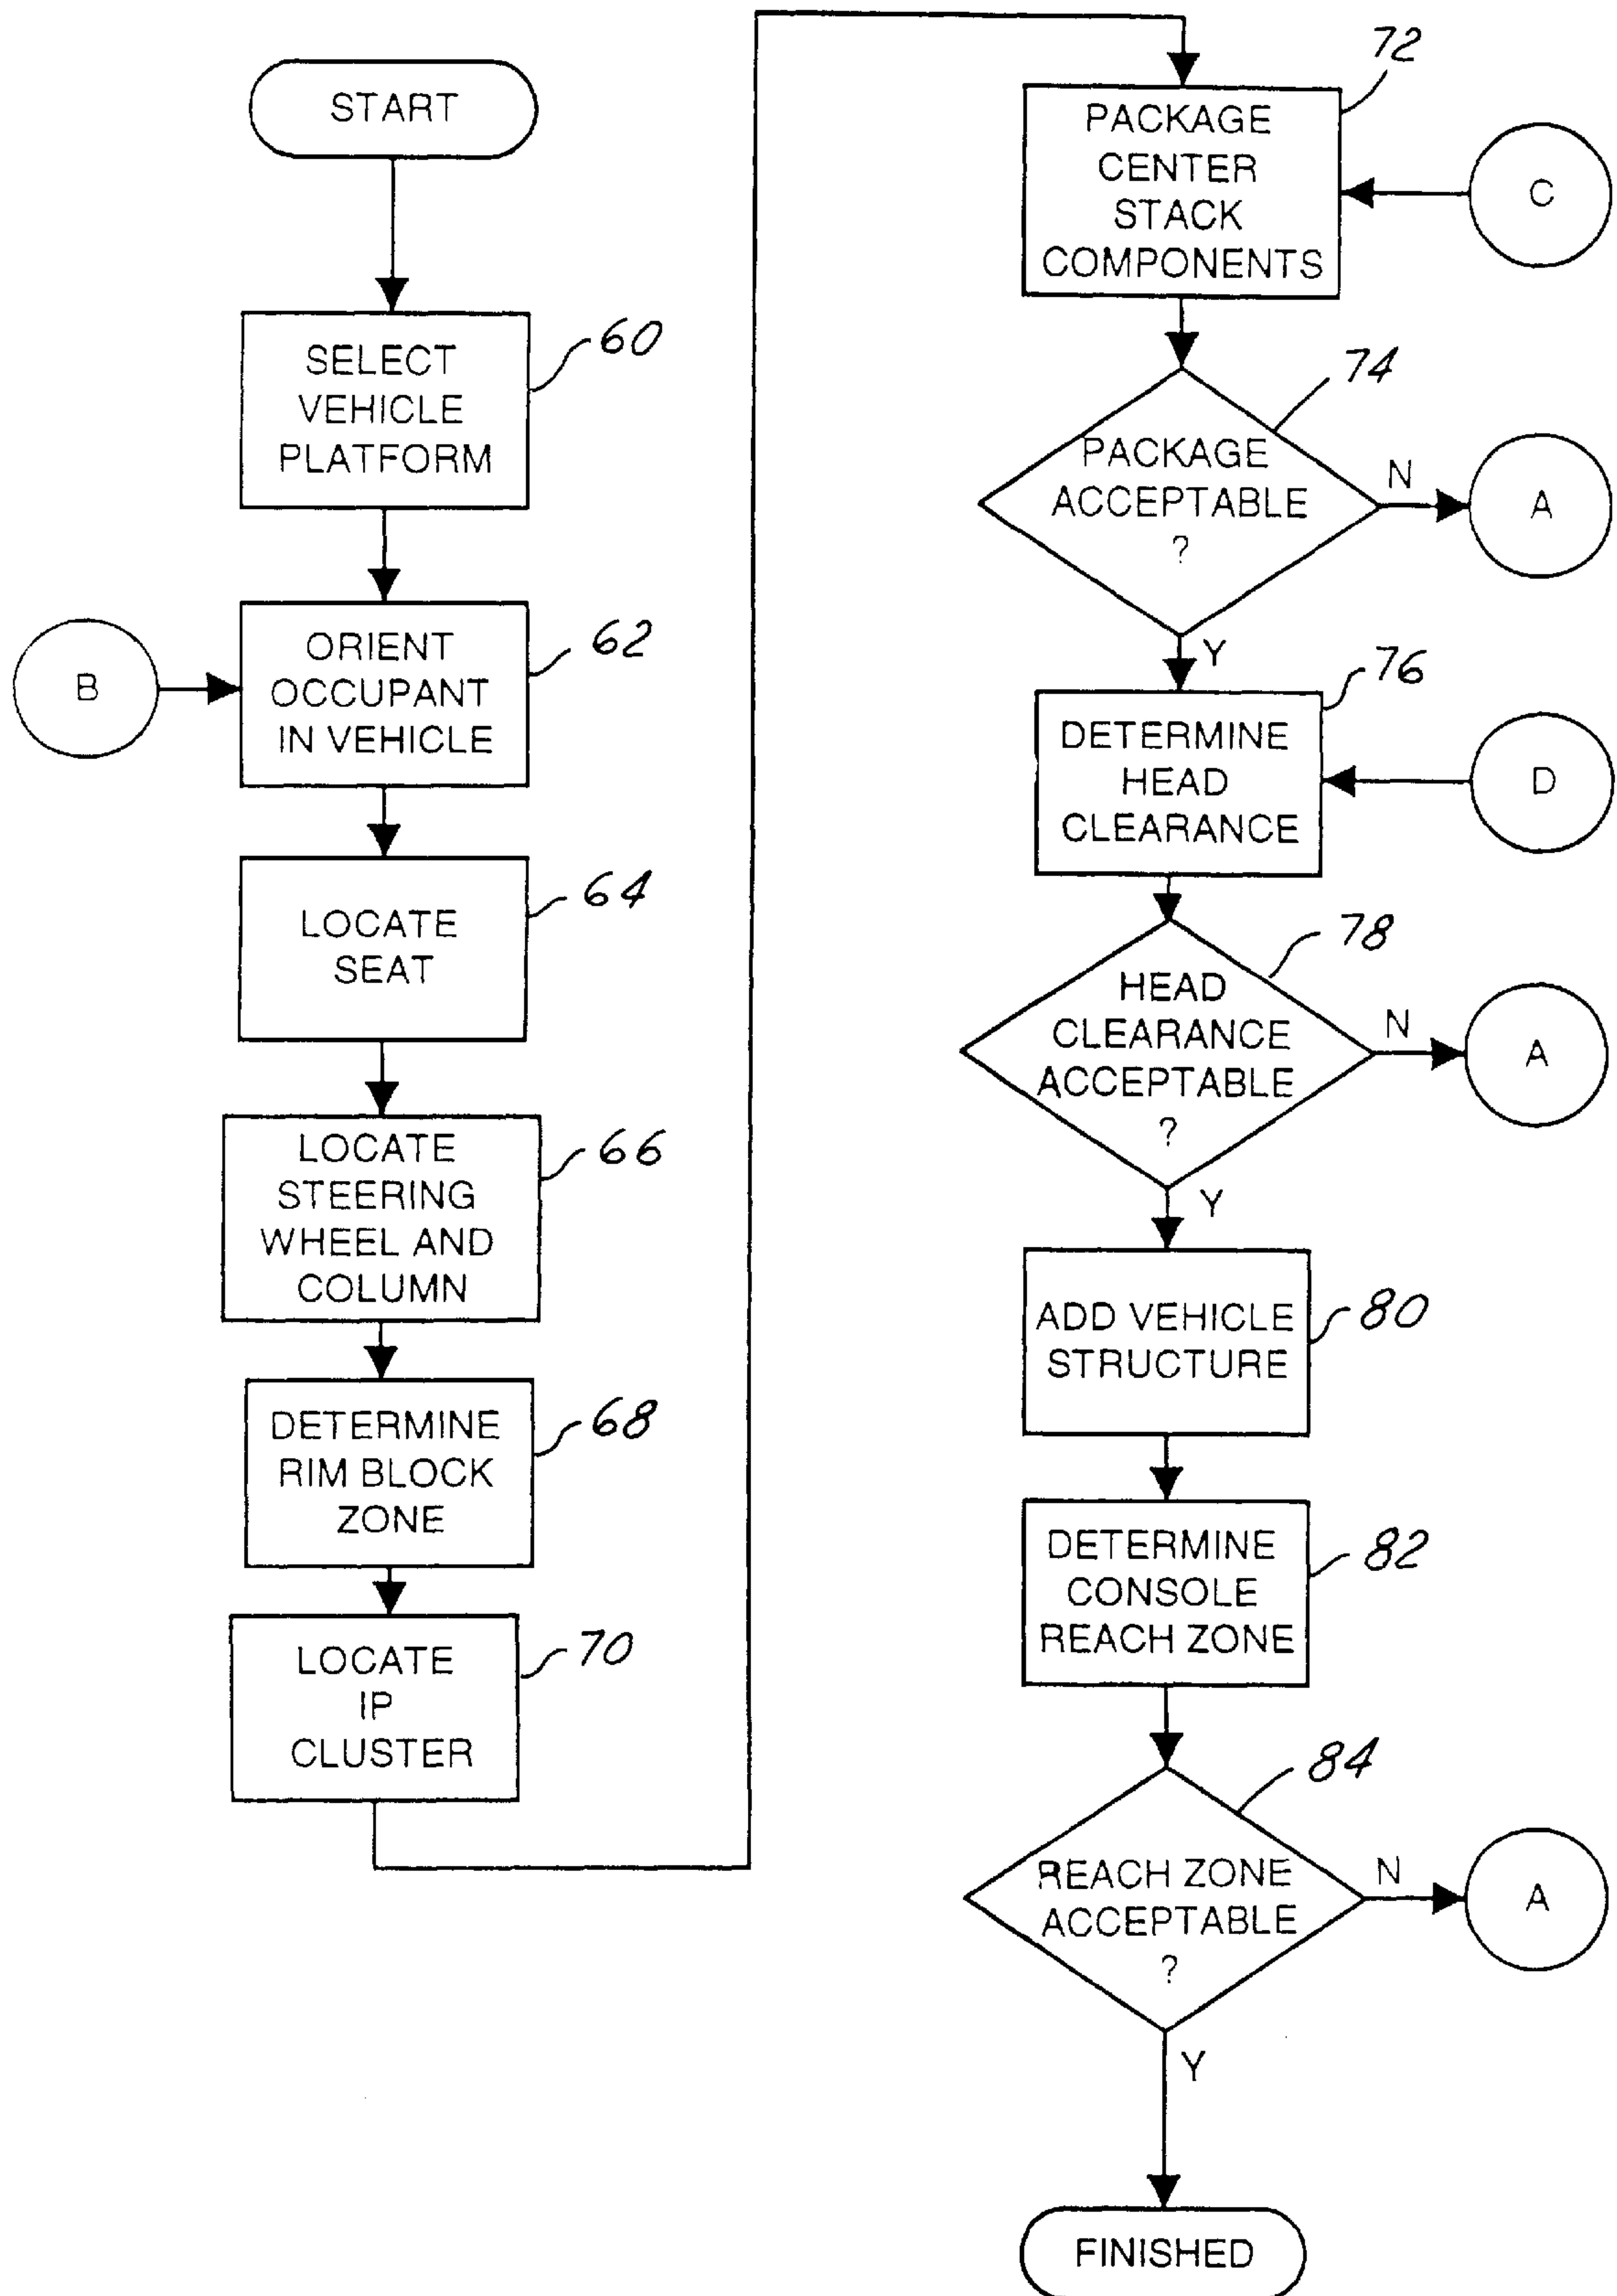 START
SELECT
VEHICLE
PLATFORM
60
B
ORIENT
OCCUPANT
IN VEHICLE
62
LOCATE
SEAT
64
LOCATE
STEERING
WHEEL AND
COLUMN
66
DETERMINE
RIM BLOCK
ZONE
68
LOCATE
IP
CLUSTER
70
PACKAGE
CENTER
STACK
COMPONENTS
72
C
PACKAGE
ACCEPTABLE
?
74
N
A
Y
DETERMINE
HEAD
CLEARANCE
76
D
HEAD
CLEARANCE
ACCEPTABLE
?
78
N
A
Y
ADD VEHICLE
STRUCTURE
80
DETERMINE
CONSOLE
REACH ZONE
82
REACH ZONE
ACCEPTABLE
?
84
N
A
Y
FINISHED